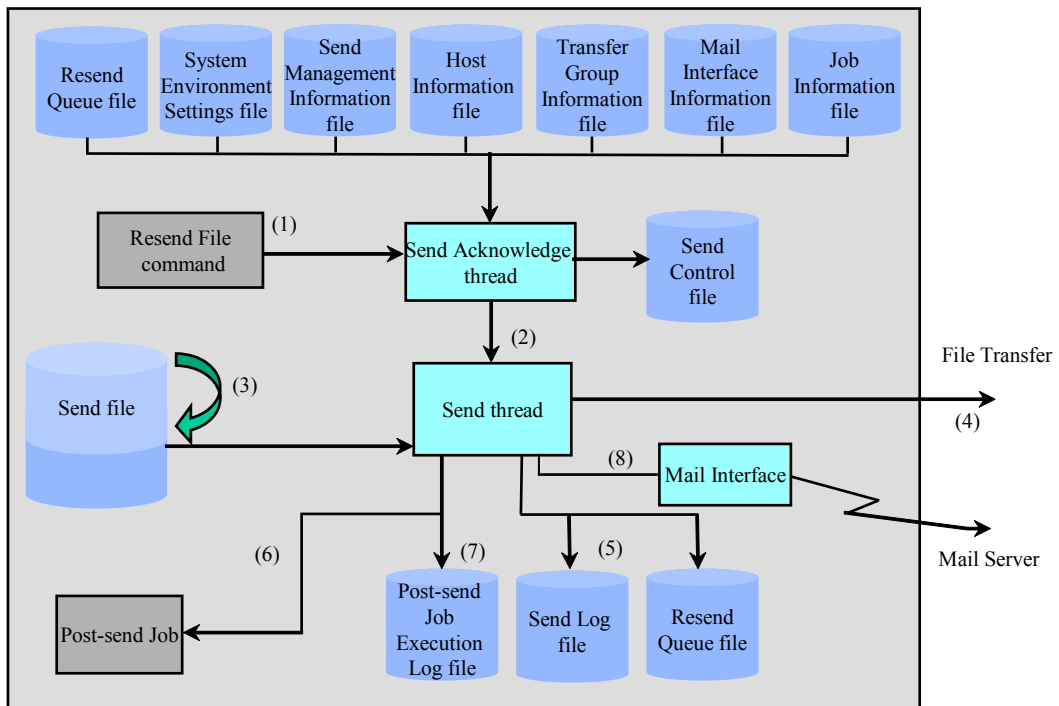 Resend
Queue file
System
Environment
Settings file
Send
Management
Information
file
Host
Information
file
Transfer
Group
Information
file
Mail
Interface
Information
file
Job
Information
file
(1)
Resend File
command
Send Acknowledge
thread
Send
Control
file
(2)
File Transfer
(3)
Send file
Send thread
(4)
(8)
Mail Interface
(6)
(7)
(5)
Mail Server
Post-send Job
Post-send
Job
Execution
Log file
Send Log
file
Resend
Queue file